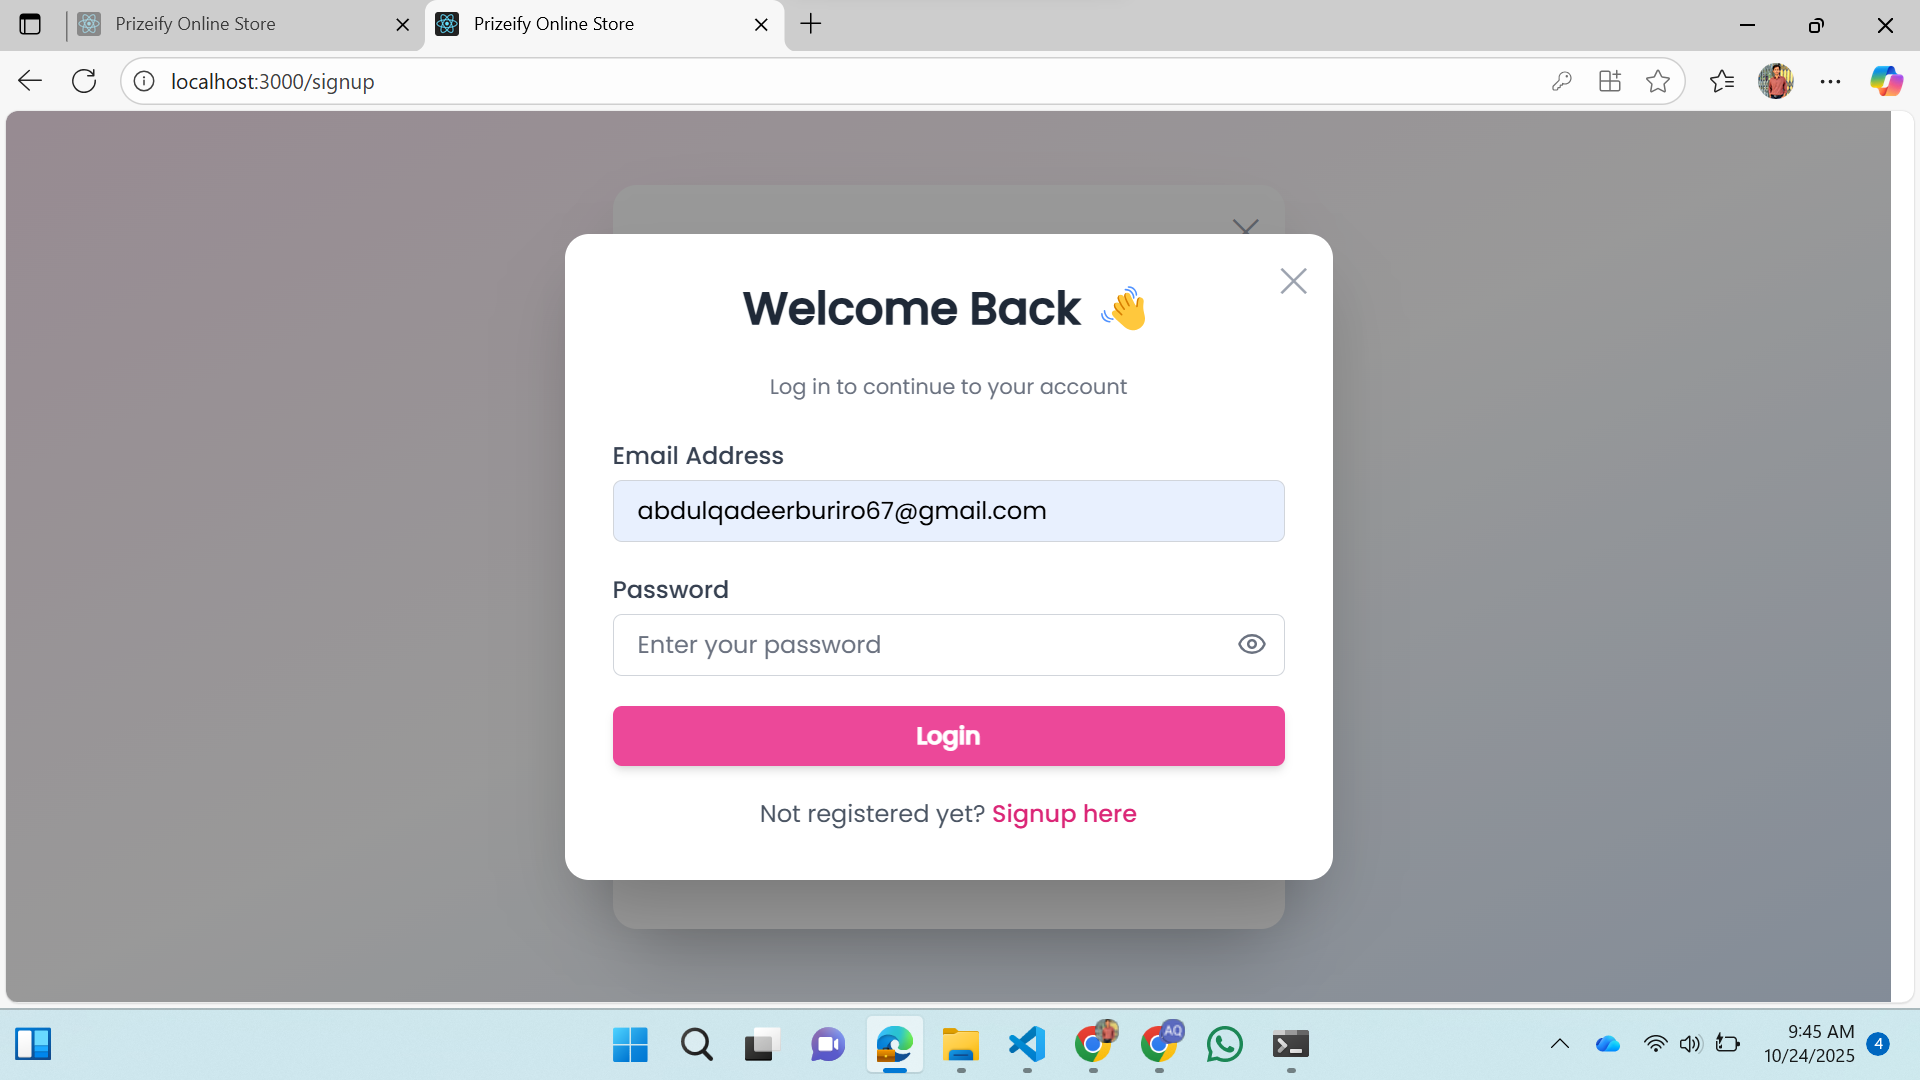 Prizeify Online Store
Prizeify Online Store
localhost:3000/signup
Welcome Back 👋
Log in to continue to your account
Email Address
abdulqadeerburiro67@gmail.com
Password
Enter your password
Login
Not registered yet? Signup here
AQ
9:45 AM
10/24/2025
4